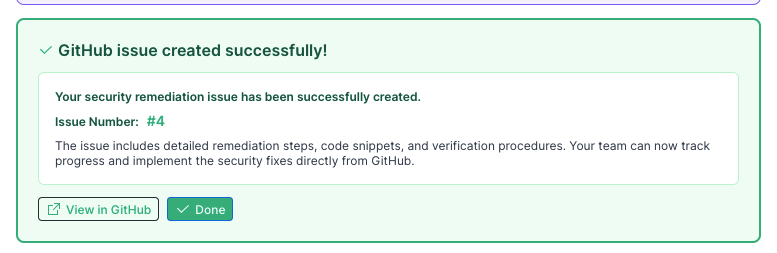 GitHub issue created successfully!
Your security remediation issue has been successfully created.
Issue Number: #4
The issue includes detailed remediation steps, code snippets, and verification procedures. Your team can now track
progress and implement the security fixes directly from GitHub.
View in GitHub
Done